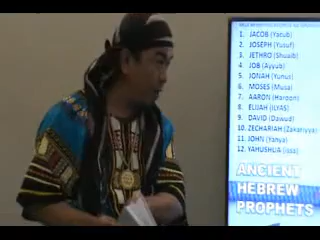 1. JACOB (Yacub)
2. JOSEPH (Yusuf)
3. JETHRO (Shuaib)
4. JOB (Ayyub)
5. JONAH (Yunus)
6. MOSES (Musa)
7. AARON (Haroon)
8. ELIJAH (ILYAS)
9. DAVID (Dawud)
10. ZECHARIAH (Zakariyya)
11. JOHN (Yahya)
12. YAHUSHUA (Issa)
ANCIENT
HEBREW
PROPHETS